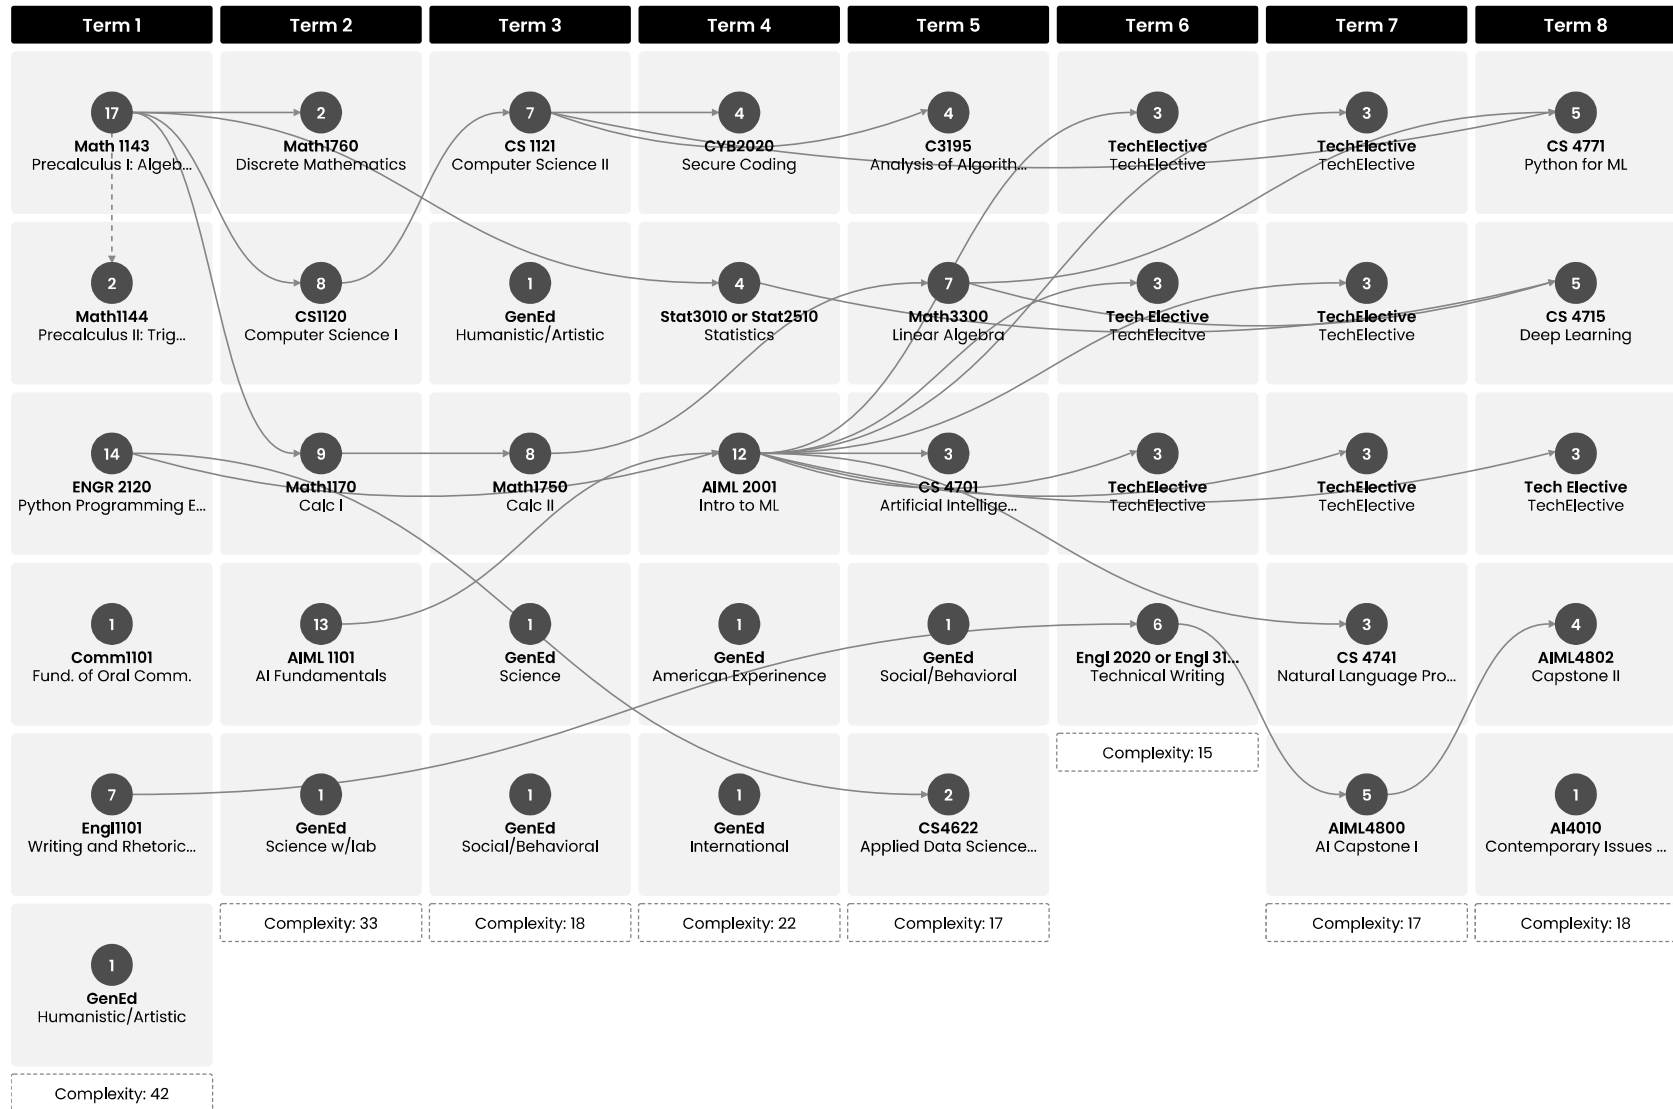 Term 1
Term 2
Term 3
Term 4
Term 5
Term 6
Term 7
Term 8
17
Math 1143
Precalculus I: Algeb...
2
Math1760
Discrete Mathematics
7
CS 1121
Computer Science II
4
CYB2020
Secure Coding
4
C3195
Analysis of Algorith...
3
TechElective
TechElective
3
TechElective
TechElective
5
CS 4771
Python for ML
2
Math1144
Precalculus II: Trig...
8
CS1120
Computer Science I
1
GenEd
Humanistic/Artistic
4
Stat3010 or Stat2510
Statistics
7
Math3300
Linear Algebra
3
Tech Elective
TechElecitve
3
TechElective
TechElective
5
CS 4715
Deep Learning
14
ENGR 2120
Python Programming E...
9
Math1170
Calc I
8
Math1750
Calc II
12
AIML 2001
Intro to ML
3
CS 4701
Artificial Intellige...
3
TechElective
TechElective
3
TechElective
TechElective
3
Tech Elective
TechElective
1
Comm1101
Fund. of Oral Comm.
13
AIML 1101
AI Fundamentals
1
GenEd
Science
1
GenEd
American Experinence
1
GenEd
Social/Behavioral
6
Engl 2020 or Engl 31...
Technical Writing
3
CS 4741
Natural Language Pro...
4
AIML4802
Capstone II
Complexity: 15
7
Engl1101
Writing and Rhetoric...
1
GenEd
Science w/lab
1
GenEd
Social/Behavioral
1
GenEd
International
2
CS4622
Applied Data Science...
5
AIML4800
AI Capstone I
1
AI4010
Contemporary Issues ...
Complexity: 33
Complexity: 18
Complexity: 22
Complexity: 17
Complexity: 17
Complexity: 18
1
GenEd
Humanistic/Artistic
Complexity: 42